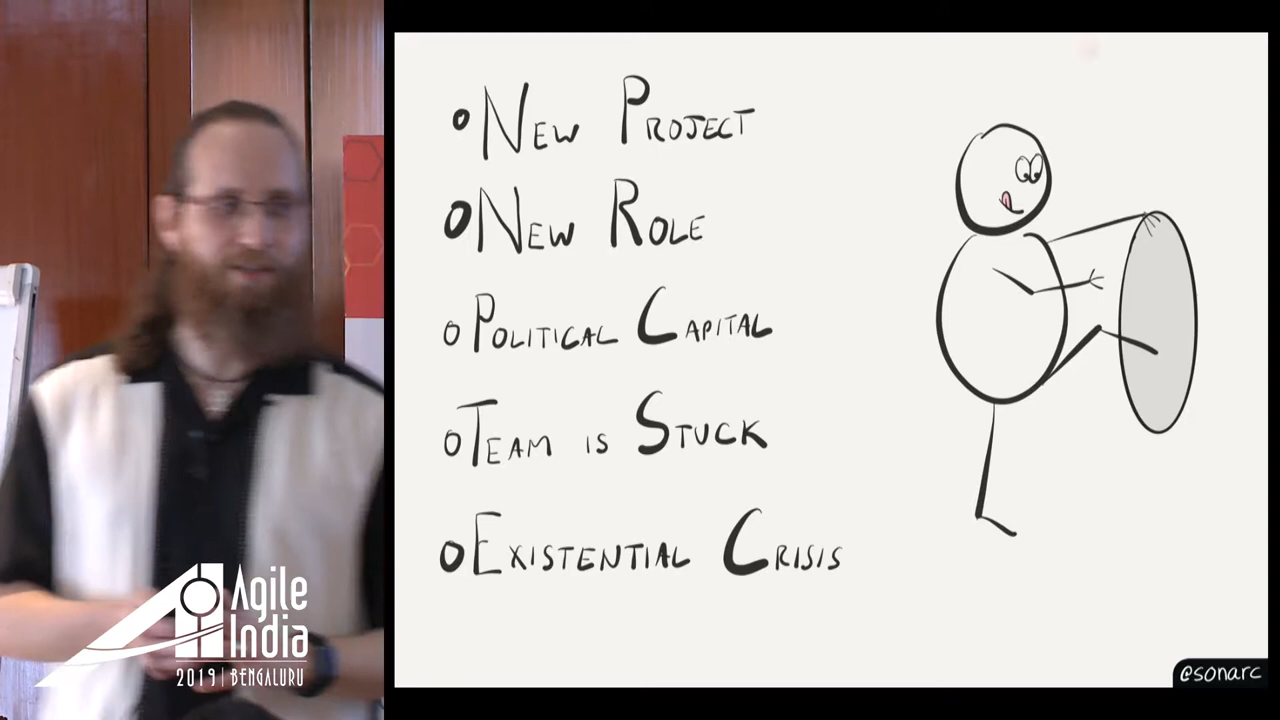 New Project
New Role
Political Capital
Team is Stuck
Existential Crisis
@sonarc
Agile
India
2019 | BENGALURU